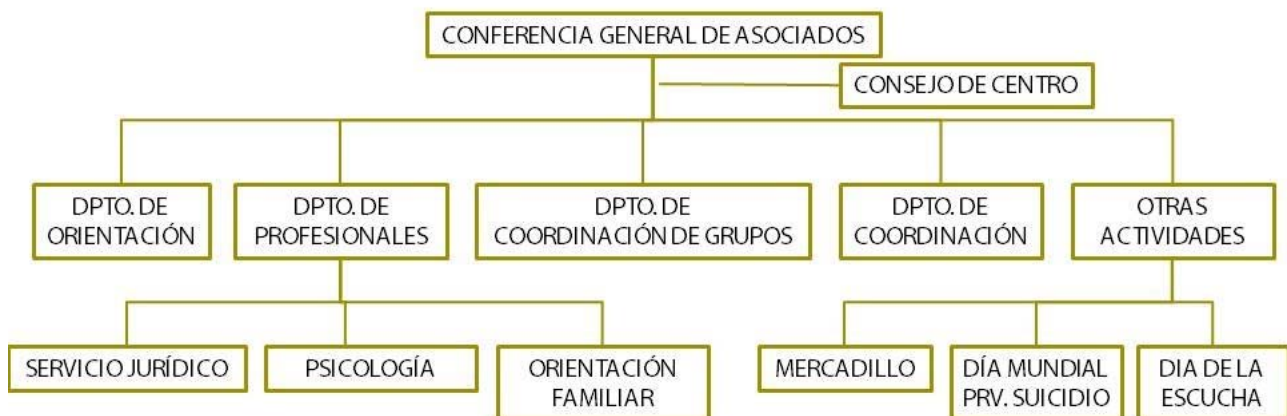 CONFERENCIA GENERAL DE ASOCIADOS
CONSEJO DE CENTRO
DPTO. DE
ORIENTACIÓN
DPTO. DE
PROFESIONALES
DPTO. DE
COORDINACIÓN DE GRUPOS
DPTO. DE
COORDINACIÓN
OTRAS
ACTIVIDADES
SERVICIO JURÍDICO
PSICOLOGÍA
ORIENTACIÓN
FAMILIAR
MERCADILLO
DÍA MUNDIAL
PRV. SUICIDIO
DIA DE LA
ESCUCHA